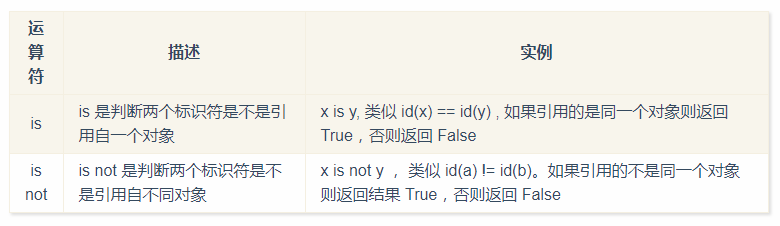 运
算
符
描述
实例
is
is 是判断两个标识符是不是引
用自一个对象
x is y, 类似 id(x) == id(y) , 如果引用的是同一个对象则返回
True，否则返回 False
is
not
is not 是判断两个标识符是不
是引用自不同对象
x is not y ， 类似 id(a) != id(b)。如果引用的不是同一个对象
则返回结果 True，否则返回 False